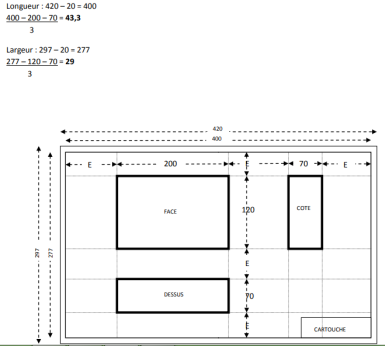 Longueur : 420 – 20 = 400
400 – 200 – 70 = 43,3
3
Largeur : 297 – 20 = 277
277 – 120 – 70 = 29
3
420
400
E 200 E 70 E
297
277
FACE
120
COTE
E
DESSUS
70
E
CARTOUCHE